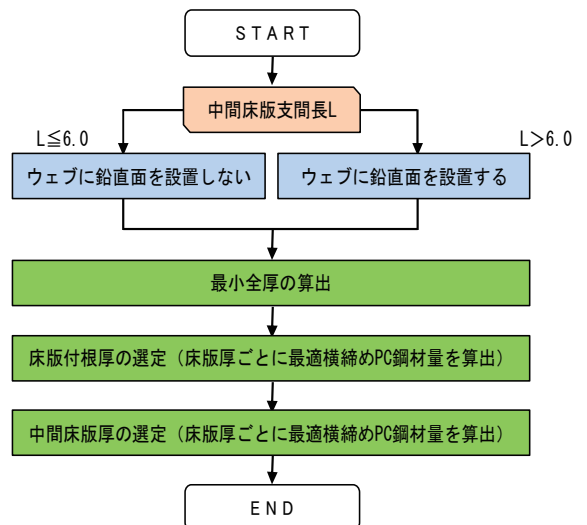 START
中間床版支間長L
L≦6.0
L>6.0
ウェブに鉛直面を設置しない
ウェブに鉛直面を設置する
最小全厚の算出
床版付根厚の選定（床版厚ごとに最適横締めPC鋼材量を算出）
中間床版厚の選定（床版厚ごとに最適横締めPC鋼材量を算出）
END